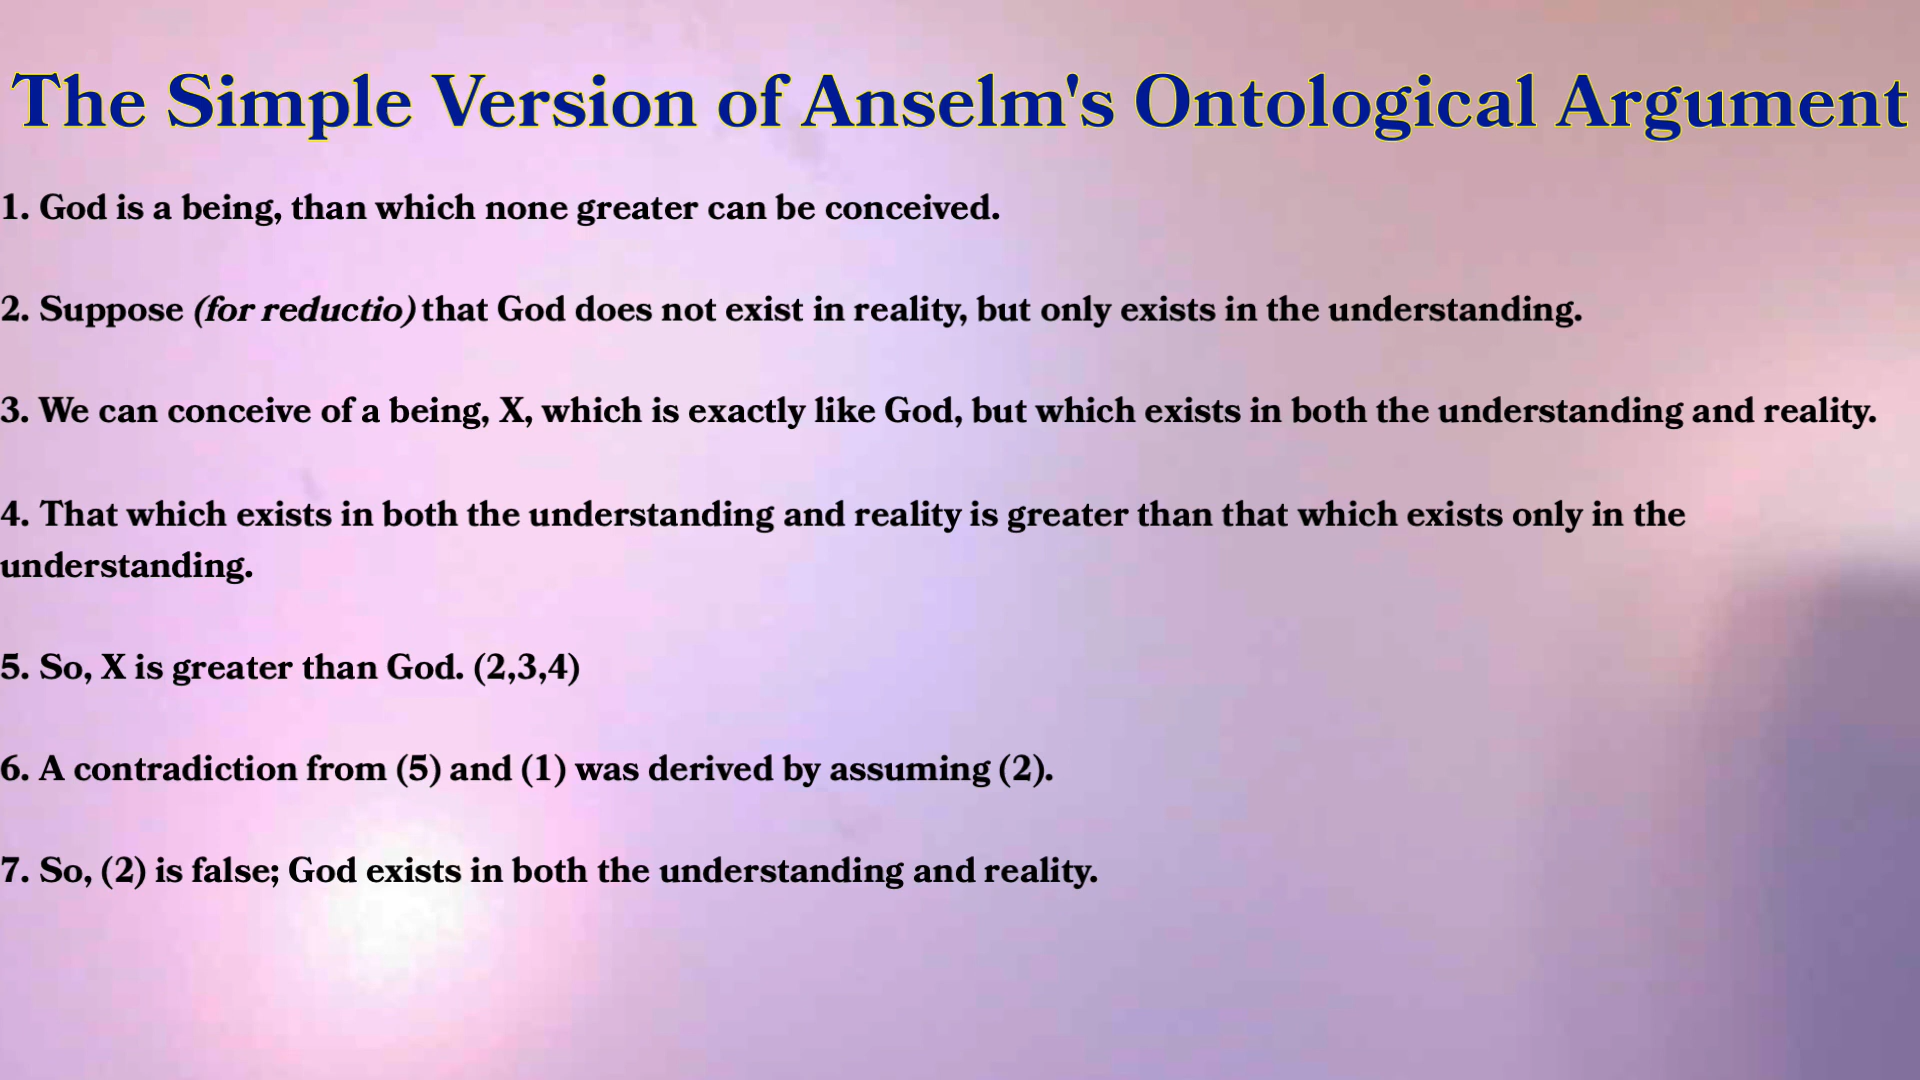 The Simple Version of Anselm's Ontological Argument
1. God is a being, than which none greater can be conceived.
2. Suppose (for reductio) that God does not exist in reality, but only exists in the understanding.
3. We can conceive of a being, X, which is exactly like God, but which exists in both the understanding and reality.
4. That which exists in both the understanding and reality is greater than that which exists only in the
understanding.
5. So, X is greater than God. (2,3,4)
6. A contradiction from (5) and (1) was derived by assuming (2).
7. So, (2) is false; God exists in both the understanding and reality.